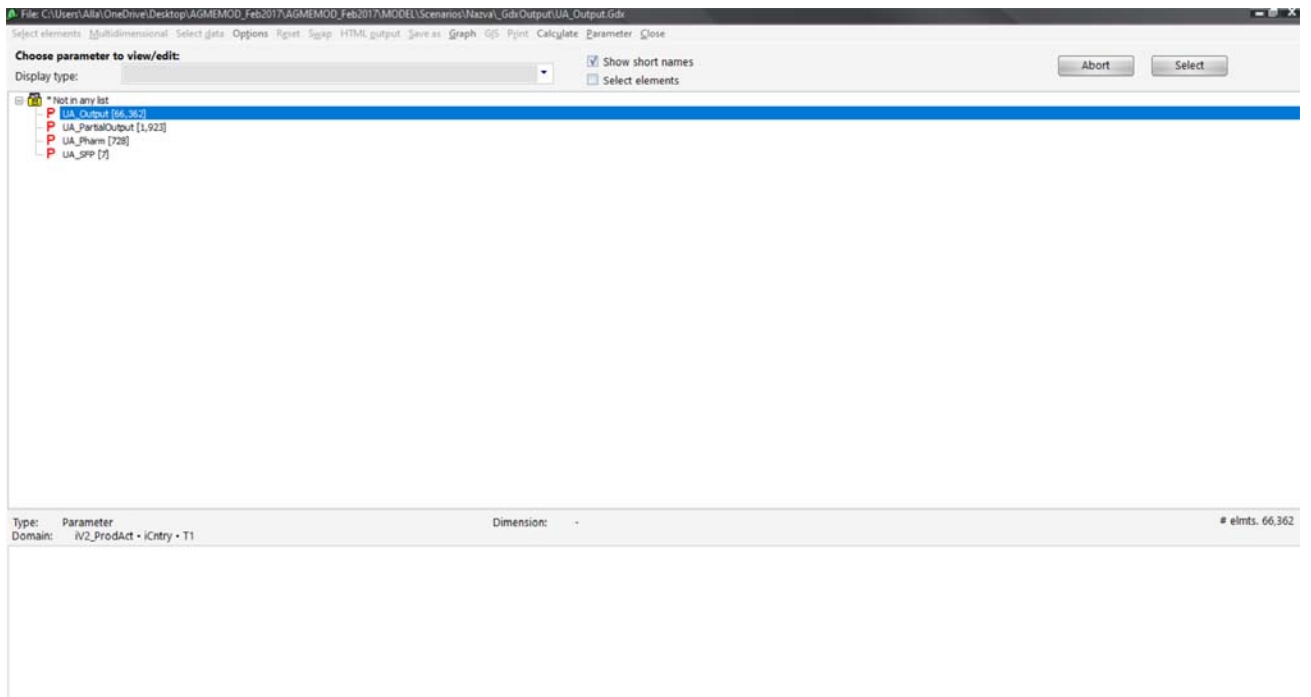 File: C:\Users\Alla\OneDrive\Desktop\AGMEMOD_Feb2017\AGMEMOD_Feb2017\MODEL\Scenarios\Nazva\_GdxOutput\UA_Output.Gdx
Select elements Multidimensional Select data Options Reset Swap HTML output Save as Graph GIS Print Calculate Parameter Close
Choose parameter to view/edit:
Show short names
Abort Select
Display type:
Select elements
* Not in any list
P UA_Output [66,362]
P UA_PartialOutput [1,923]
P UA_Pharm [728]
P UA_SFP [7]
Type: Parameter Dimension: - # elmts. 66,362
Domain: iV2_ProdAct • iCntry • T1